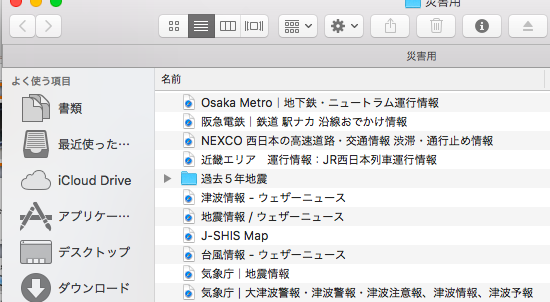 災害用
災害用
よく使う項目
書類
最近使った…
iCloud Drive
アプリケー…
デスクトップ
ダウンロード
名前
Osaka Metro｜地下鉄・ニュートラム運行情報
阪急電鉄｜鉄道 駅ナカ 沿線おでかけ情報
NEXCO 西日本の高速道路・交通情報 渋滞・通行止め情報
近畿エリア　運行情報：JR西日本列車運行情報
過去５年地震
津波情報 - ウェザーニュース
地震情報 / ウェザーニュース
J-SHIS Map
台風情報 - ウェザーニュース
気象庁 | 地震情報
気象庁｜大津波警報・津波警報・津波注意報、津波情報、津波予報